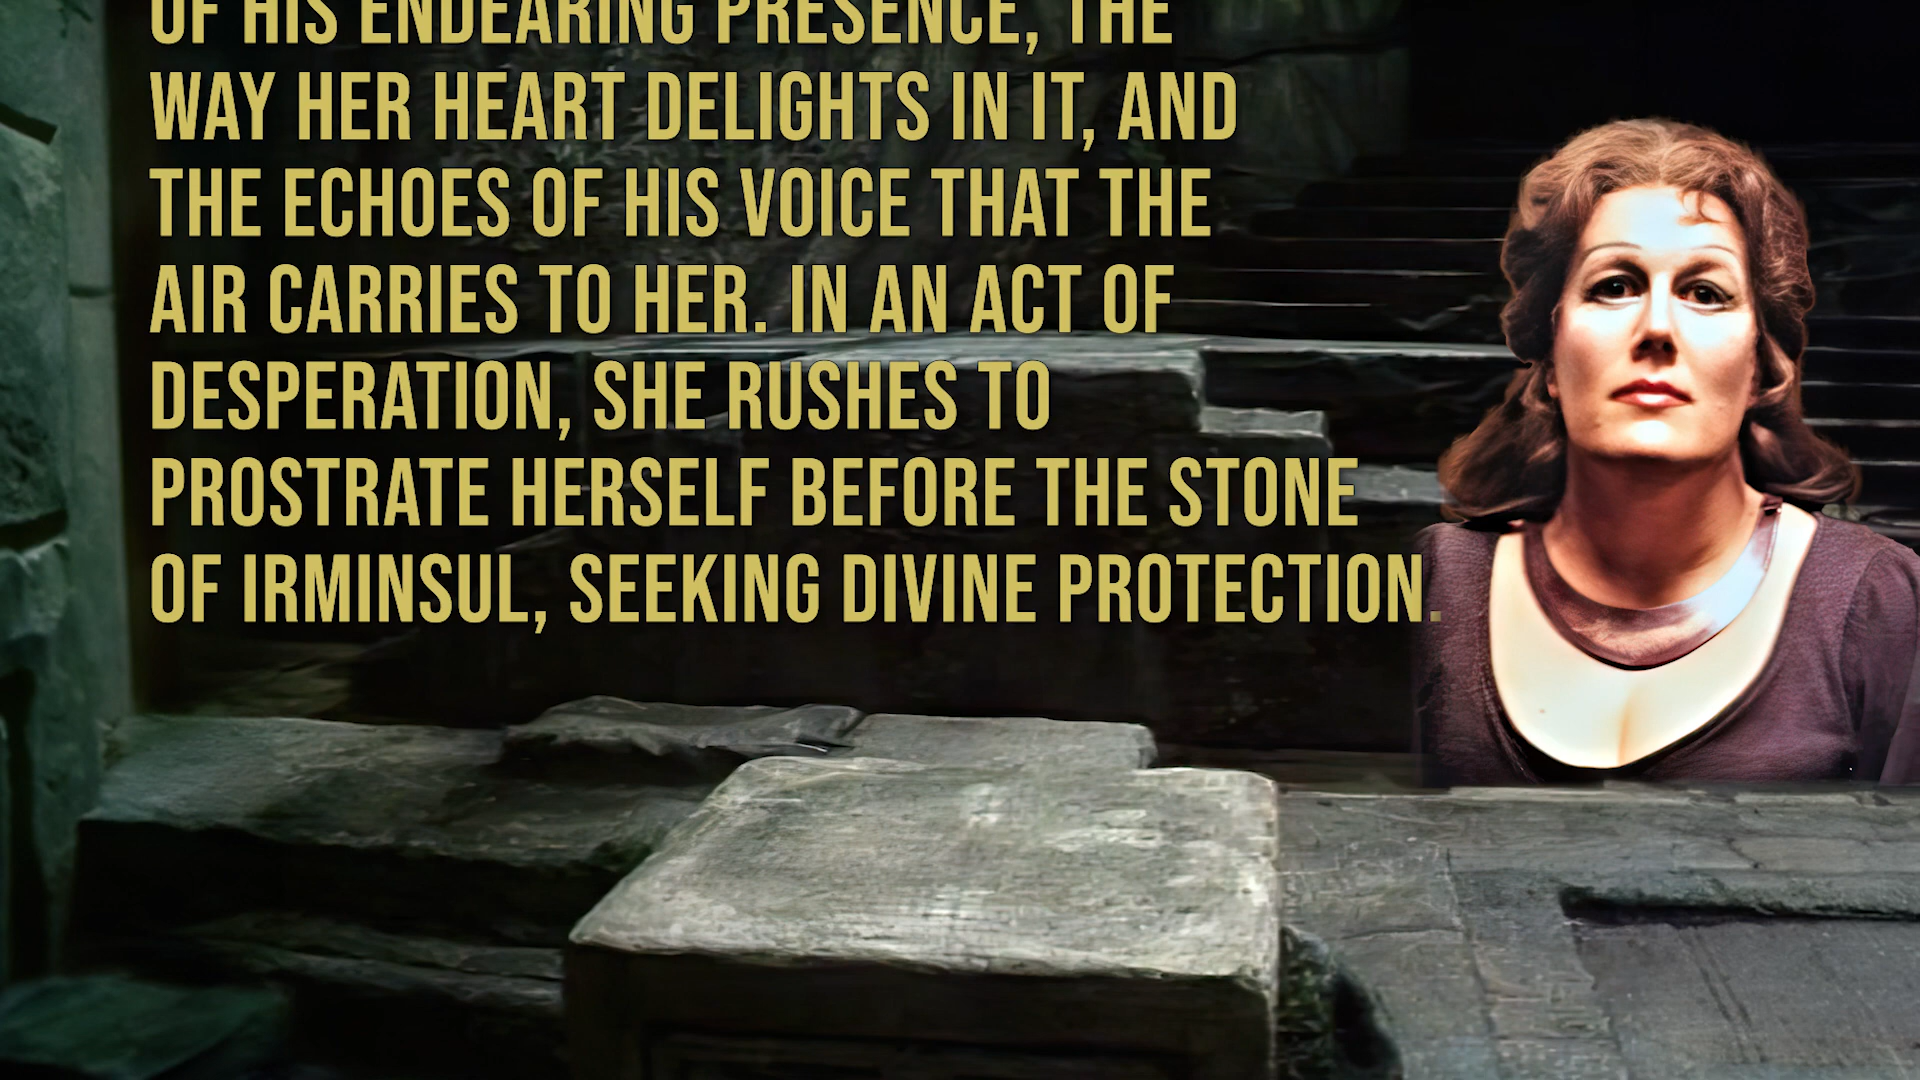 OF HIS ENDEARING PRESENCE, THE
WAY HER HEART DELIGHTS IN IT, AND
THE ECHOES OF HIS VOICE THAT THE
AIR CARRIES TO HER. IN AN ACT OF
DESPERATION, SHE RUSHES TO
PROSTRATE HERSELF BEFORE THE STONE
OF IRMINSUL, SEEKING DIVINE PROTECTION.